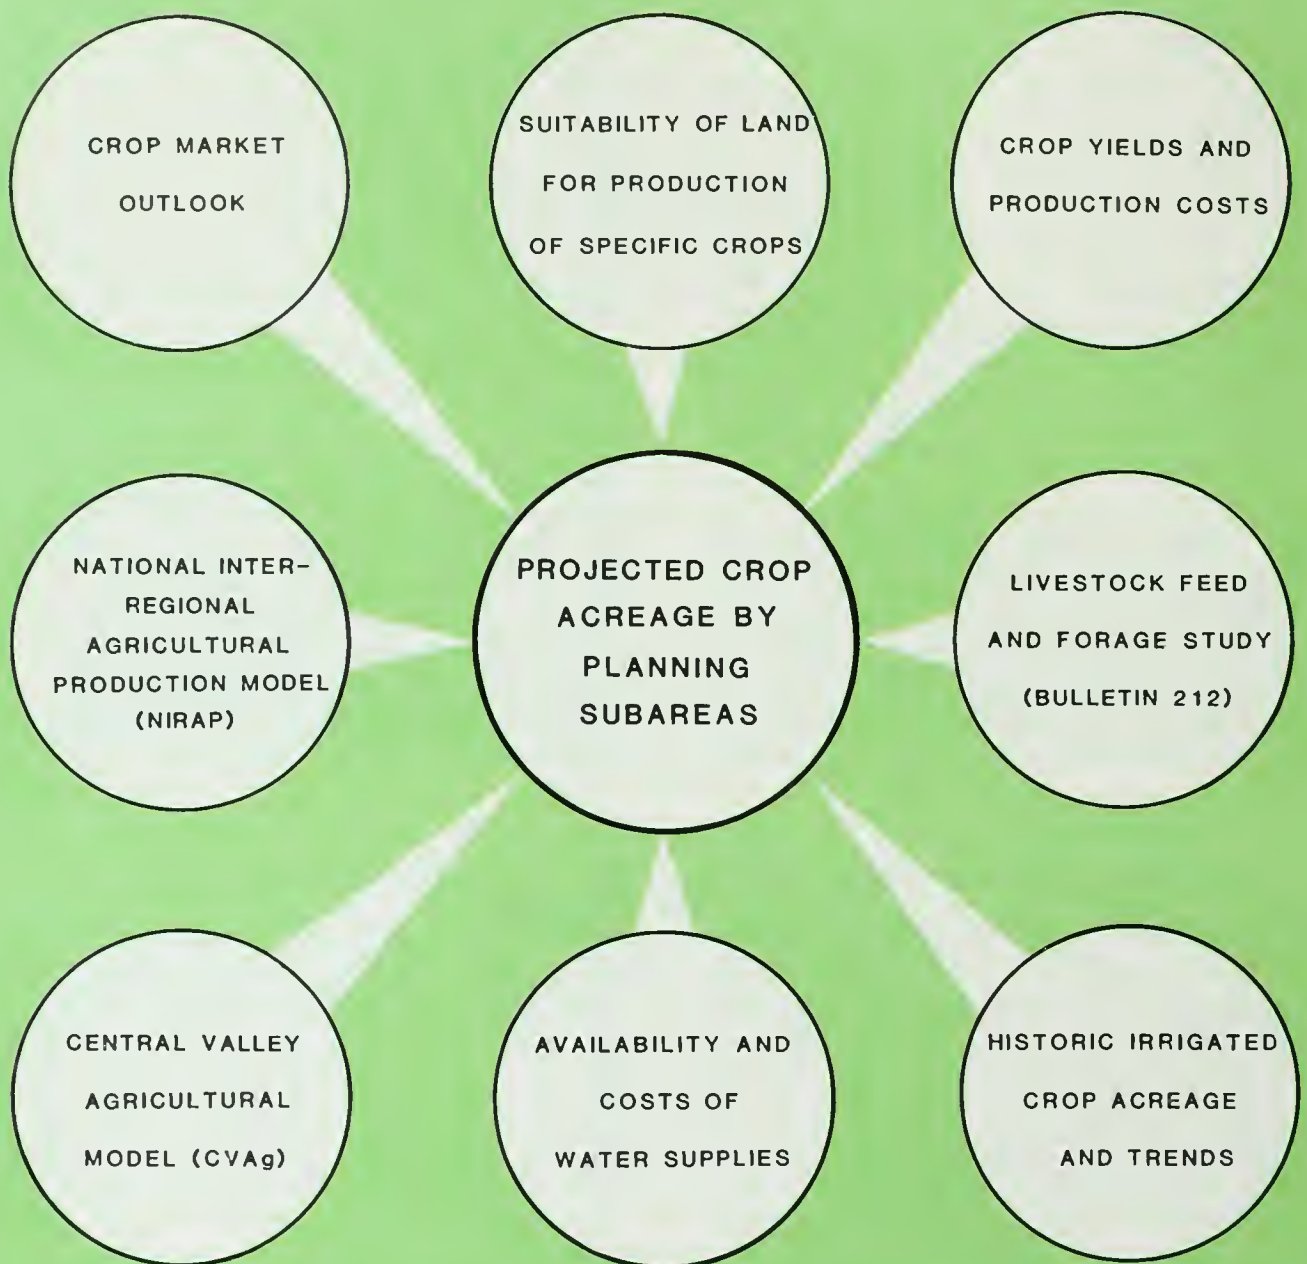 CROP MARKET
OUTLOOK
SUITABILITY OF LAND
FOR PRODUCTION
OF SPECIFIC CROPS
CROP YIELDS AND
PRODUCTION COSTS
NATIONAL INTER-
REGIONAL
AGRICULTURAL
PRODUCTION MODEL
(NIRAP)
PROJECTED CROP
ACREAGE BY
PLANNING
SUBAREAS
LIVESTOCK FEED
AND FORAGE STUDY
(BULLETIN 212)
CENTRAL VALLEY
AGRICULTURAL
MODEL (CVAg)
AVAILABILITY AND
COSTS OF
WATER SUPPLIES
HISTORIC IRRIGATED
CROP ACREAGE
AND TRENDS